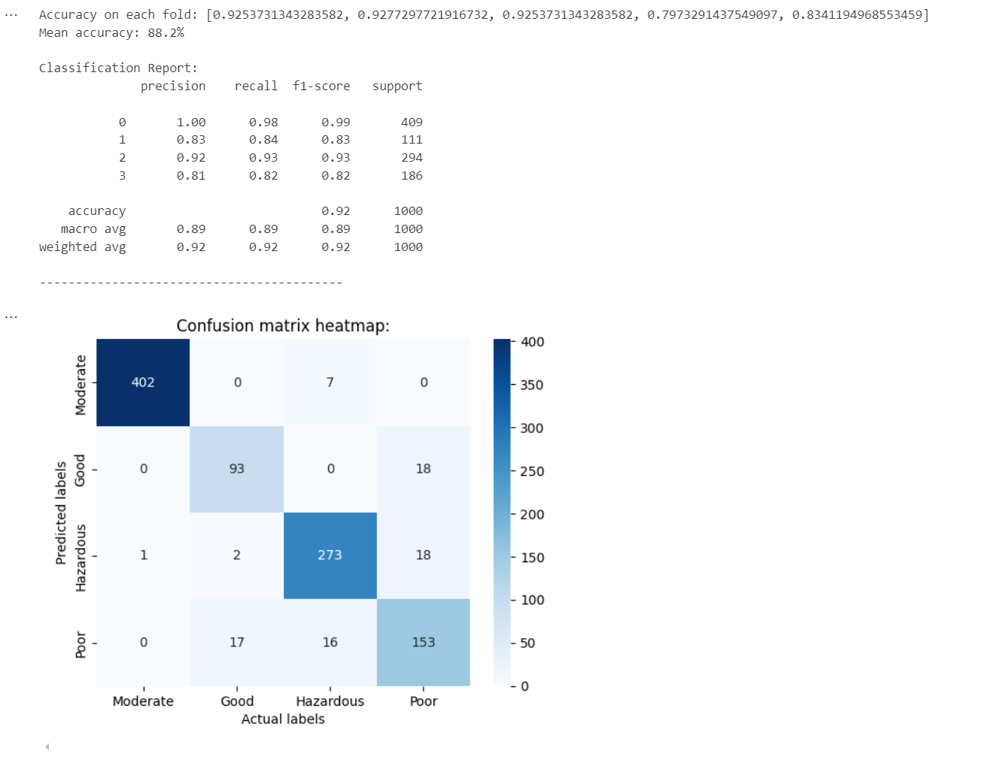 Accuracy on each fold: [0.9253731343283582, 0.9277297721916732, 0.9253731343283582, 0.7973291437549097, 0.8341194968553459]
Mean accuracy: 88.2%
Classification Report:
precision recall f1-score support
0 1.00 0.98 0.99 409
1 0.83 0.84 0.83 111
2 0.92 0.93 0.93 294
3 0.81 0.82 0.82 186
accuracy 0.92 1000
macro avg 0.89 0.89 0.89 1000
weighted avg 0.92 0.92 0.92 1000
------------------------------------------
Confusion matrix heatmap:
Predicted labels
Moderate 402 0 7 0
Good 0 93 0 18
Hazardous 1 2 273 18
Poor 0 17 16 153
Moderate Good Hazardous Poor
Actual labels
400
350
300
250
200
150
100
50
0